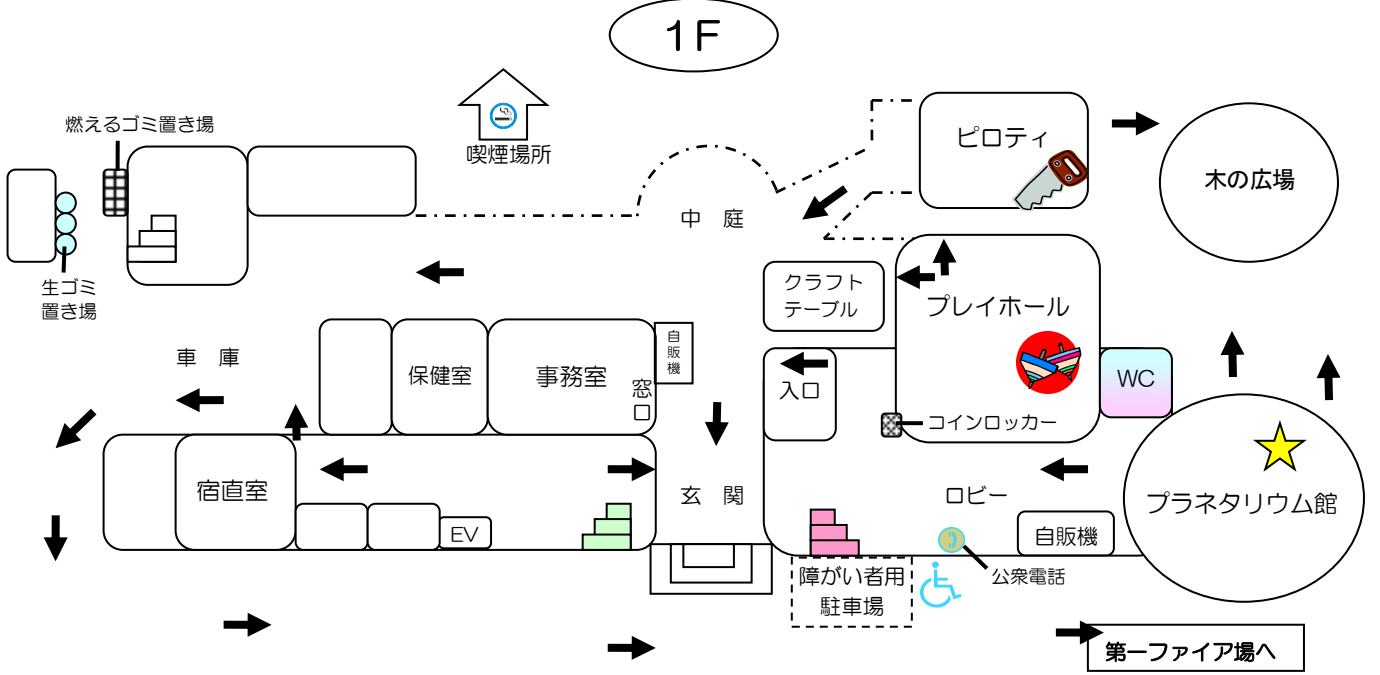 1F
燃えるゴミ置き場
喫煙場所
ピロティ
木の広場
中 庭
生ゴミ
置き場
クラフト
テーブル
プレイホール
車 庫
保健室
事務室
窓
口
自
販
機
入口
WC
コインロッカー
宿直室
EV
玄 関
ロビー
自販機
プラネタリウム館
公衆電話
障がい者用
駐車場
第一ファイア場へ